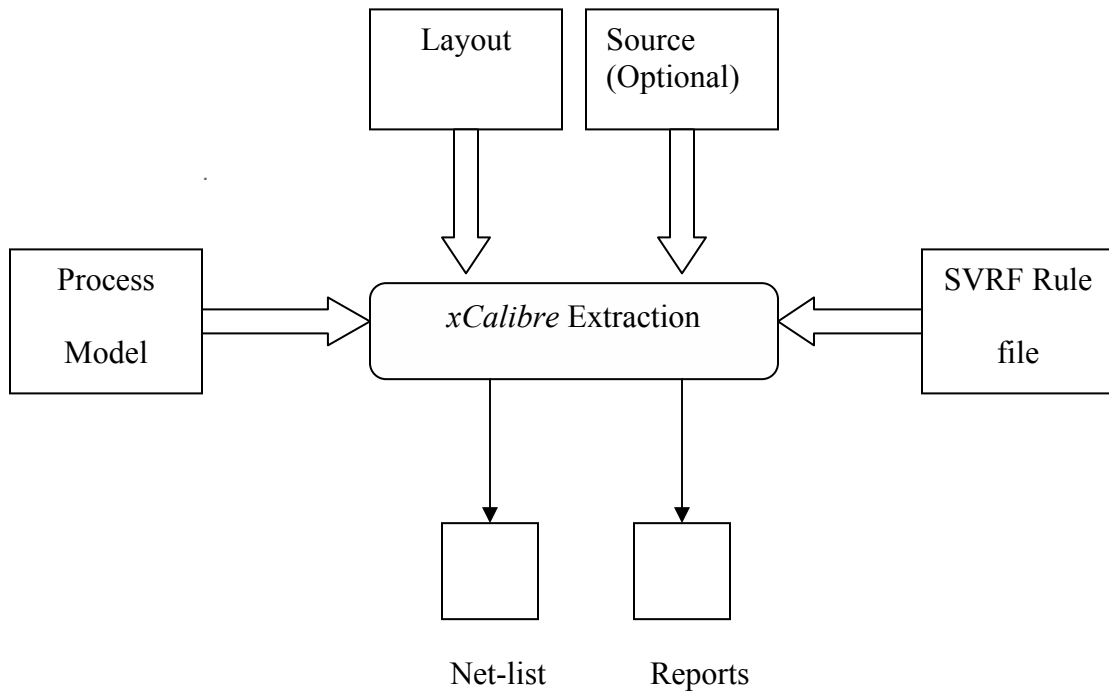 Layout
Source
(Optional)
Process
Model
xCalibre Extraction
SVRF Rule
file
Net-list
Reports